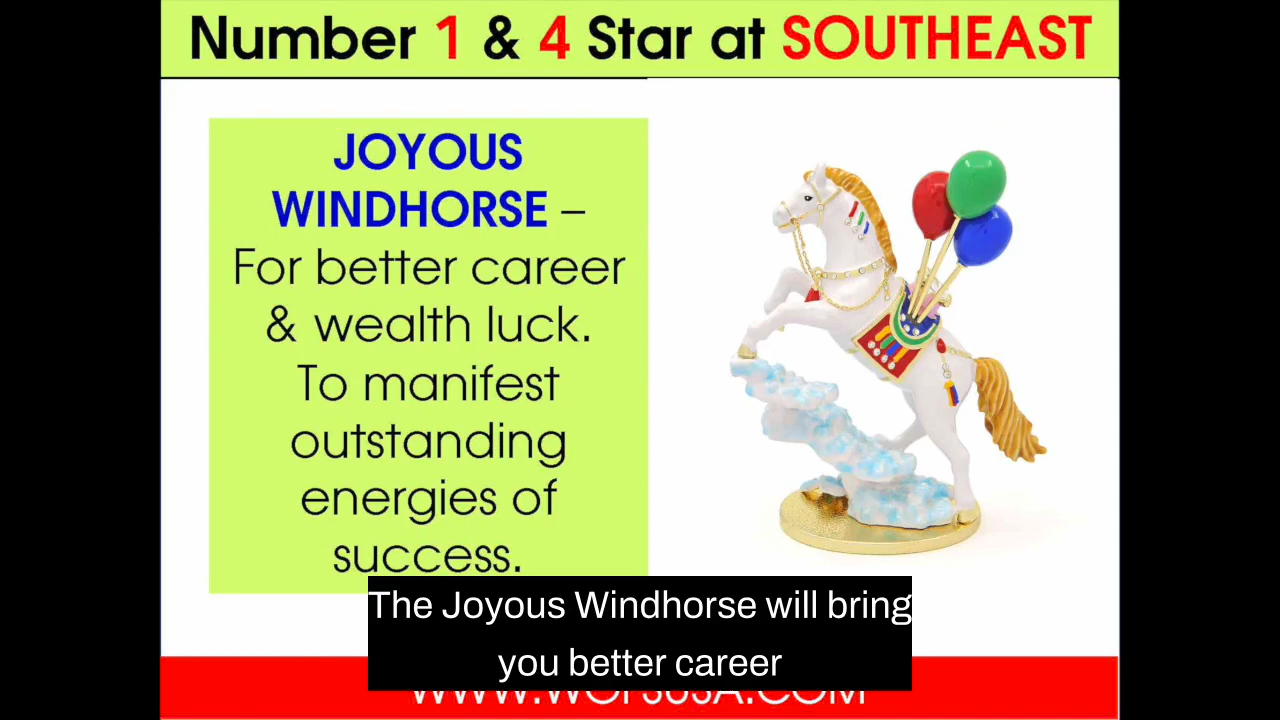 Number 1 & 4 Star at SOUTHEAST
JOYOUS
WINDHORSE –
For better career
& wealth luck.
To manifest
outstanding
energies of
success.
The Joyous Windhorse will bring
you better career